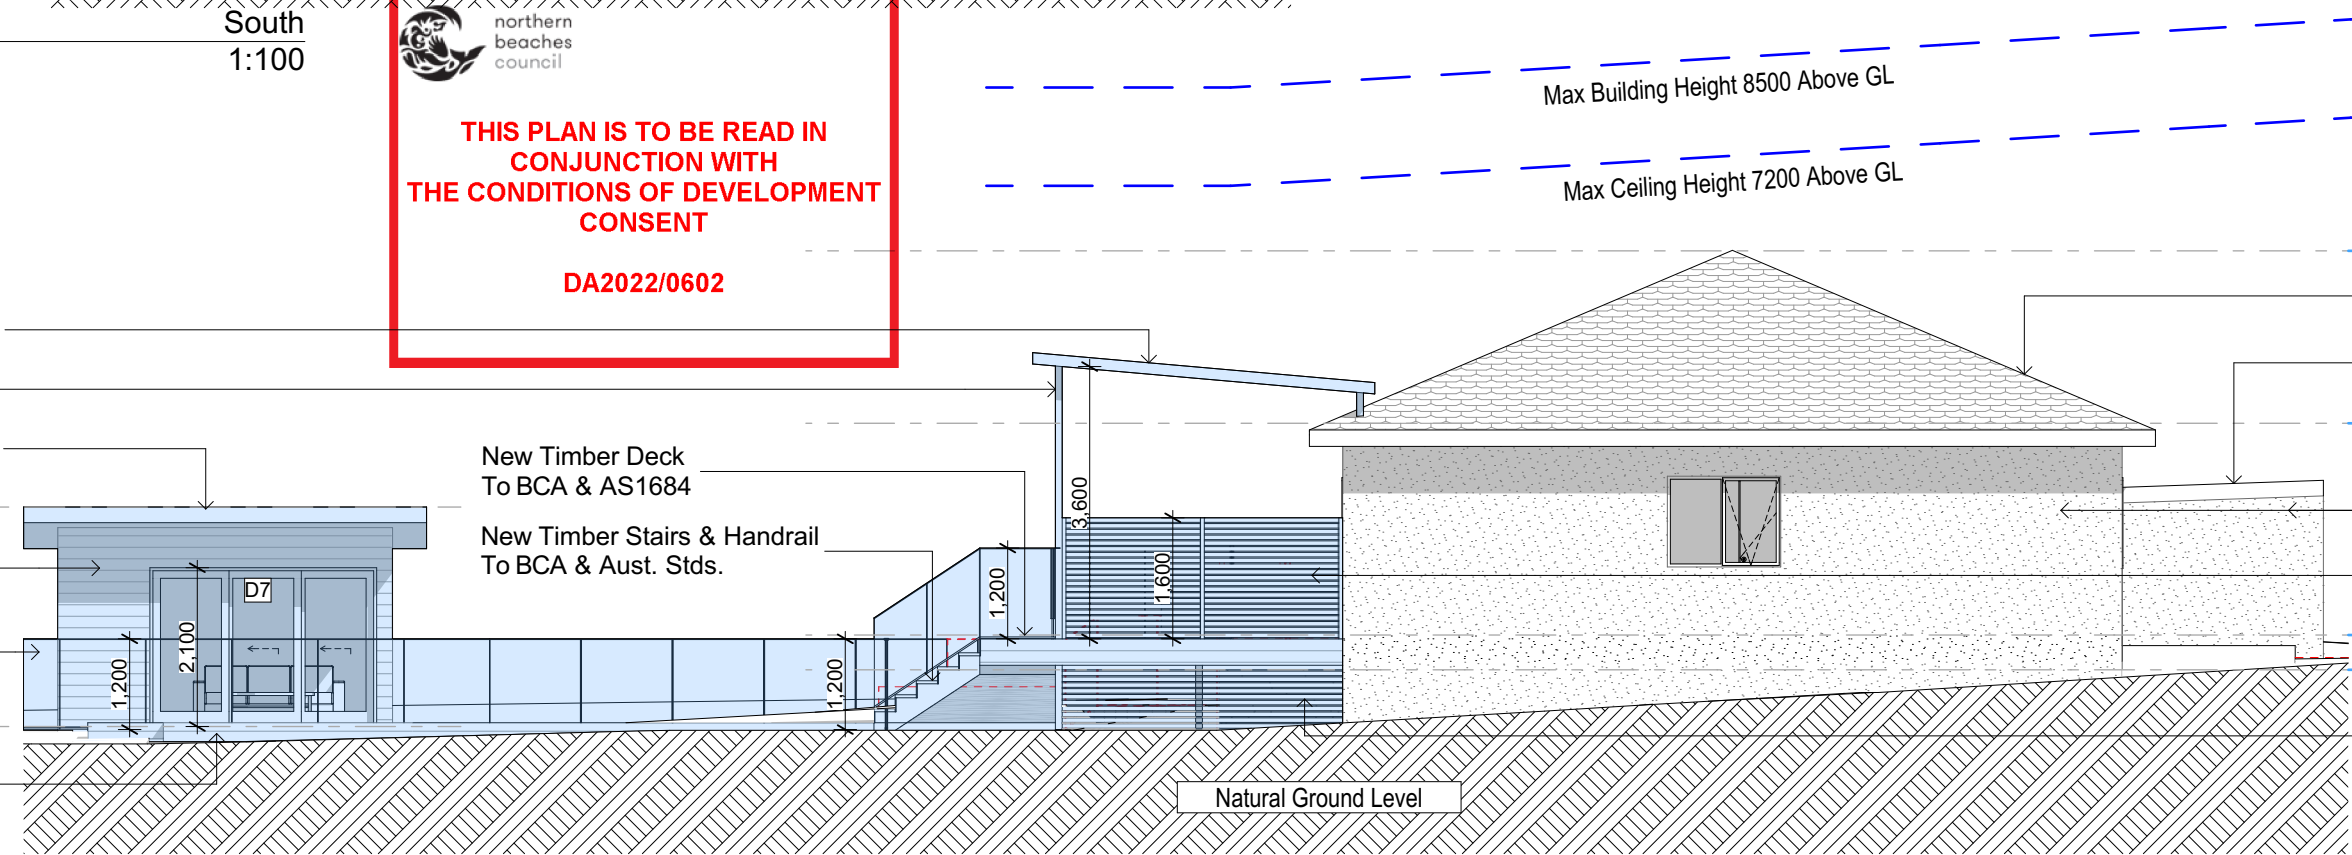 South
1:100
northern
beaches
council
THIS PLAN IS TO BE READ IN
CONJUNCTION WITH
THE CONDITIONS OF DEVELOPMENT
CONSENT
DA2022/0602
Max Building Height 8500 Above GL
Max Ceiling Height 7200 Above GL
New Timber Deck
To BCA & AS1684
New Timber Stairs & Handrail
To BCA & Aust. Stds.
3,600
1,600
1,200
D7
2,100
1,200
1,200
Natural Ground Level